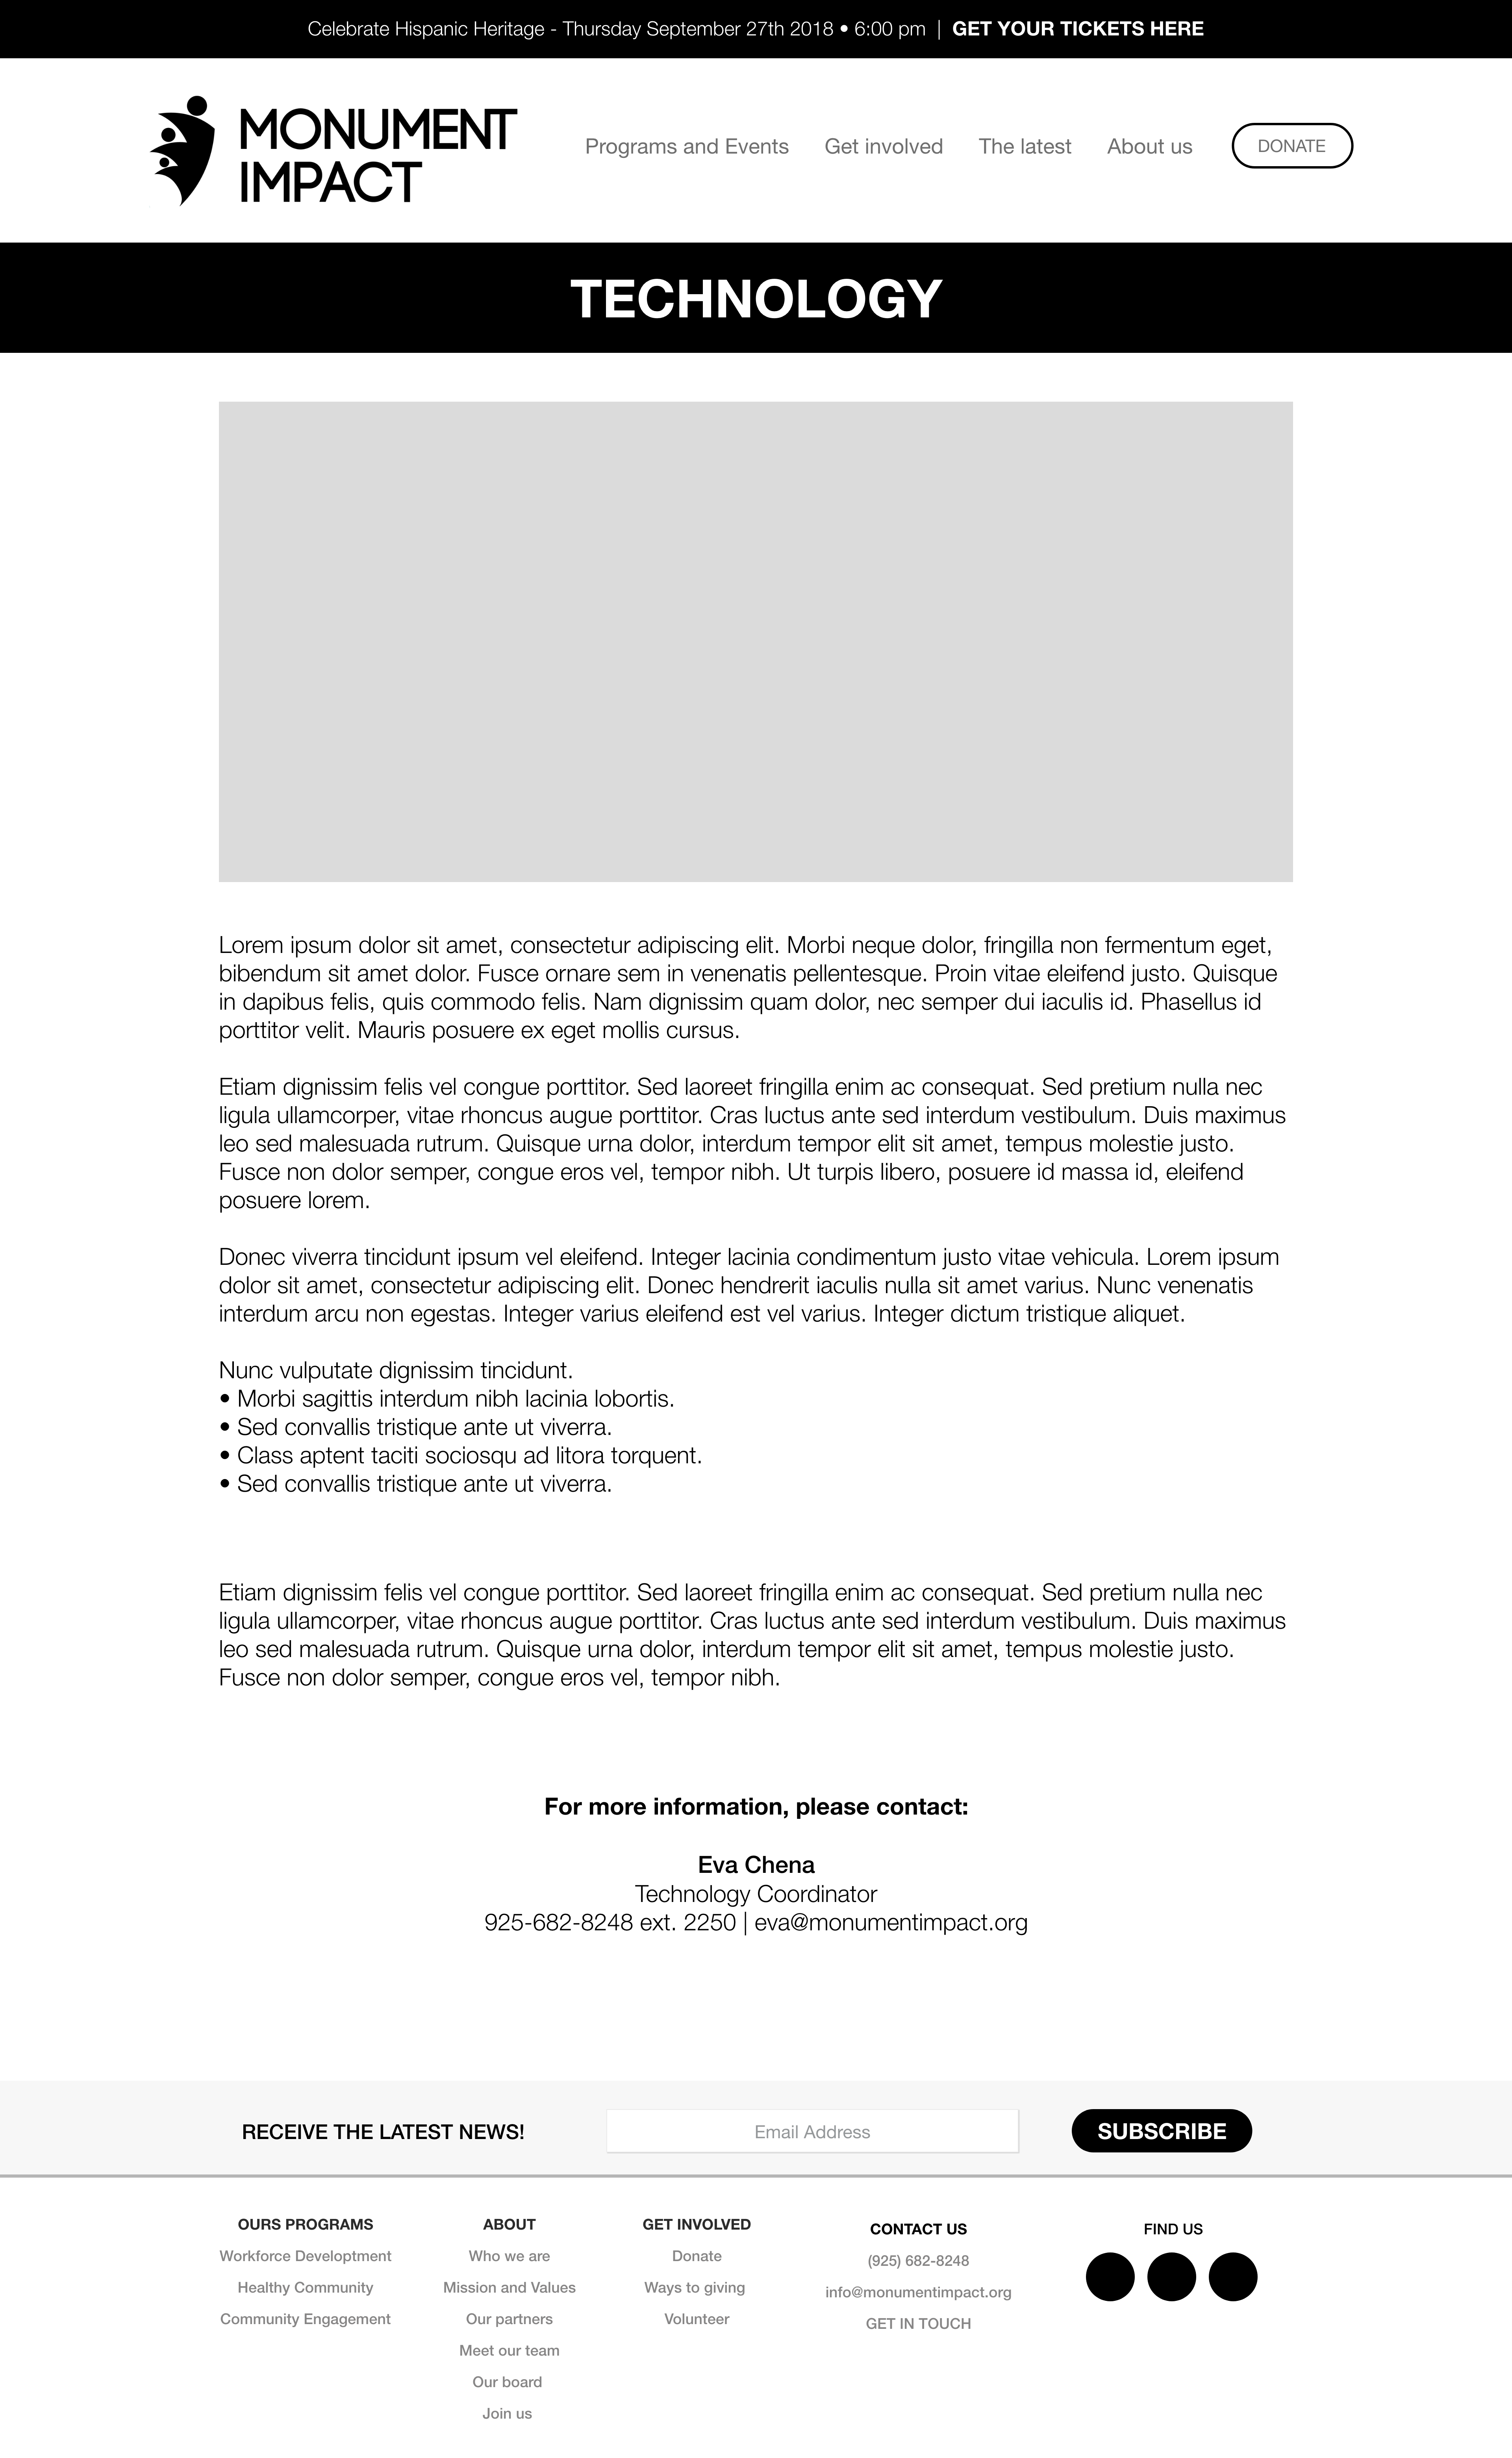 Celebrate Hispanic Heritage - Thursday September 27th 2018 • 6:00 pm | GET YOUR TICKETS HERE
MONUMENT
IMPACT
Programs and Events Get involved The latest About us DONATE
TECHNOLOGY
Lorem ipsum dolor sit amet, consectetur adipiscing elit. Morbi neque dolor, fringilla non fermentum eget,
bibendum sit amet dolor. Fusce ornare sem in venenatis pellentesque. Proin vitae eleifend justo. Quisque
in dapibus felis, quis commodo felis. Nam dignissim quam dolor, nec semper dui iaculis id. Phasellus id
porttitor velit. Mauris posuere ex eget mollis cursus.
Etiam dignissim felis vel congue porttitor. Sed laoreet fringilla enim ac consequat. Sed pretium nulla nec
ligula ullamcorper, vitae rhoncus augue porttitor. Cras luctus ante sed interdum vestibulum. Duis maximus
leo sed malesuada rutrum. Quisque urna dolor, interdum tempor elit sit amet, tempus molestie justo.
Fusce non dolor semper, congue eros vel, tempor nibh. Ut turpis libero, posuere id massa id, eleifend
posuere lorem.
Donec viverra tincidunt ipsum vel eleifend. Integer lacinia condimentum justo vitae vehicula. Lorem ipsum
dolor sit amet, consectetur adipiscing elit. Donec hendrerit iaculis nulla sit amet varius. Nunc venenatis
interdum arcu non egestas. Integer varius eleifend est vel varius. Integer dictum tristique aliquet.
Nunc vulputate dignissim tincidunt.
• Morbi sagittis interdum nibh lacinia lobortis.
• Sed convallis tristique ante ut viverra.
• Class aptent taciti sociosqu ad litora torquent.
• Sed convallis tristique ante ut viverra.
Etiam dignissim felis vel congue porttitor. Sed laoreet fringilla enim ac consequat. Sed pretium nulla nec
ligula ullamcorper, vitae rhoncus augue porttitor. Cras luctus ante sed interdum vestibulum. Duis maximus
leo sed malesuada rutrum. Quisque urna dolor, interdum tempor elit sit amet, tempus molestie justo.
Fusce non dolor semper, congue eros vel, tempor nibh.
For more information, please contact:
Eva Chena
Technology Coordinator
925-682-8248 ext. 2250 | eva@monumentimpact.org
RECEIVE THE LATEST NEWS! Email Address SUBSCRIBE
OURS PROGRAMS
Workforce Developtment
Healthy Community
Community Engagement
ABOUT
Who we are
Mission and Values
Our partners
Meet our team
Our board
Join us
GET INVOLVED
Donate
Ways to giving
Volunteer
CONTACT US
(925) 682-8248
info@monumentimpact.org
GET IN TOUCH
FIND US